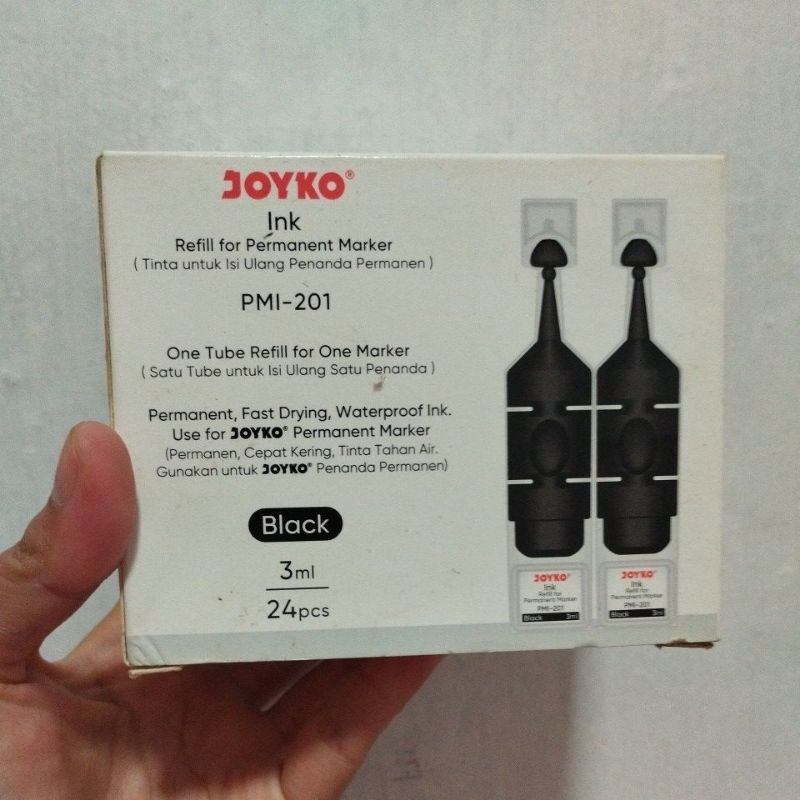 JOYKO®
Ink
Refill for Permanent Marker
( Tinta untuk Isi Ulang Penanda Permanen )
PMI-201
One Tube Refill for One Marker
( Satu Tube untuk Isi Ulang Satu Penanda )
Permanent, Fast Drying, Waterproof Ink.
Use for JOYKO® Permanent Marker
(Permanen, Cepat Kering, Tinta Tahan Air.
Gunakan untuk JOYKO® Penanda Permanen)
Black
3ml
24pcs
JOYKO®
Ink
Refill for
Permanent Marker
PMI-201
Black 3ml
JOYKO®
Ink
Refill for
Permanent Marker
PMI-201
Black 3ml